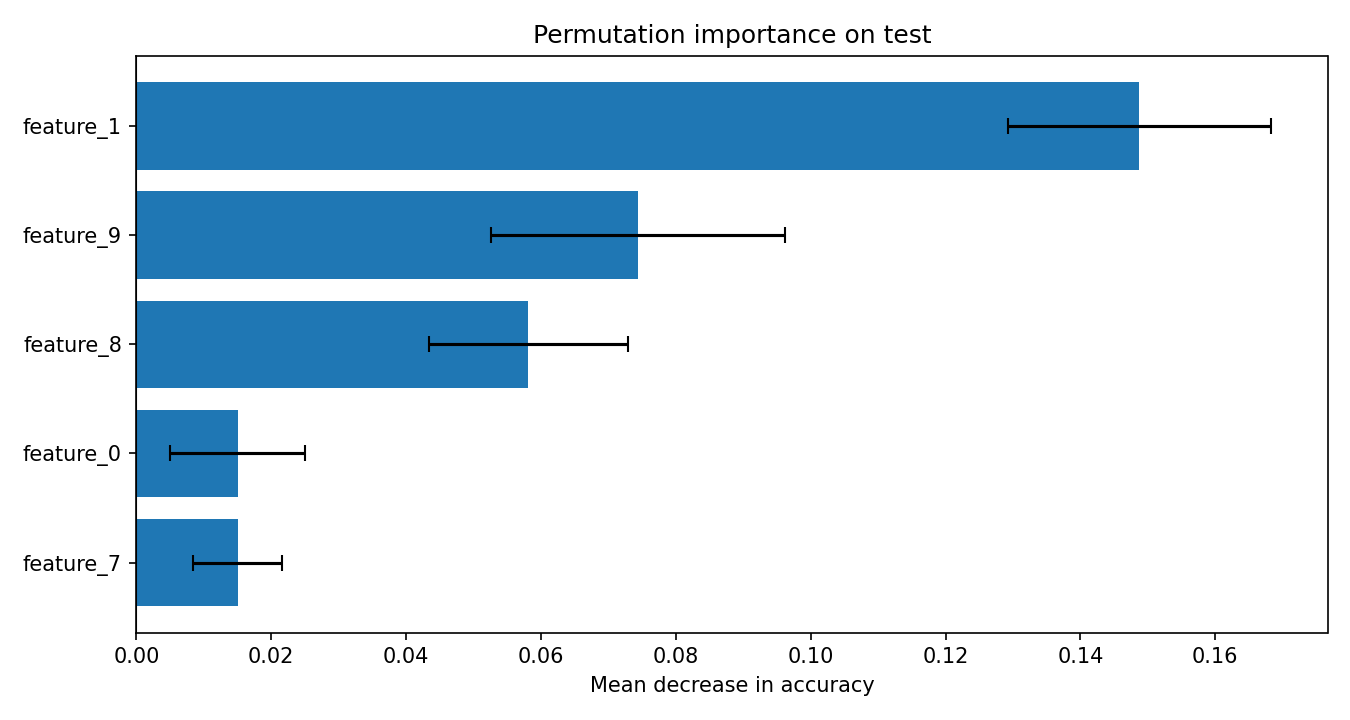 Permutation importance on test
feature_1
feature_9
feature_8
feature_0
feature_7
0.00 0.02 0.04 0.06 0.08 0.10 0.12 0.14 0.16
Mean decrease in accuracy